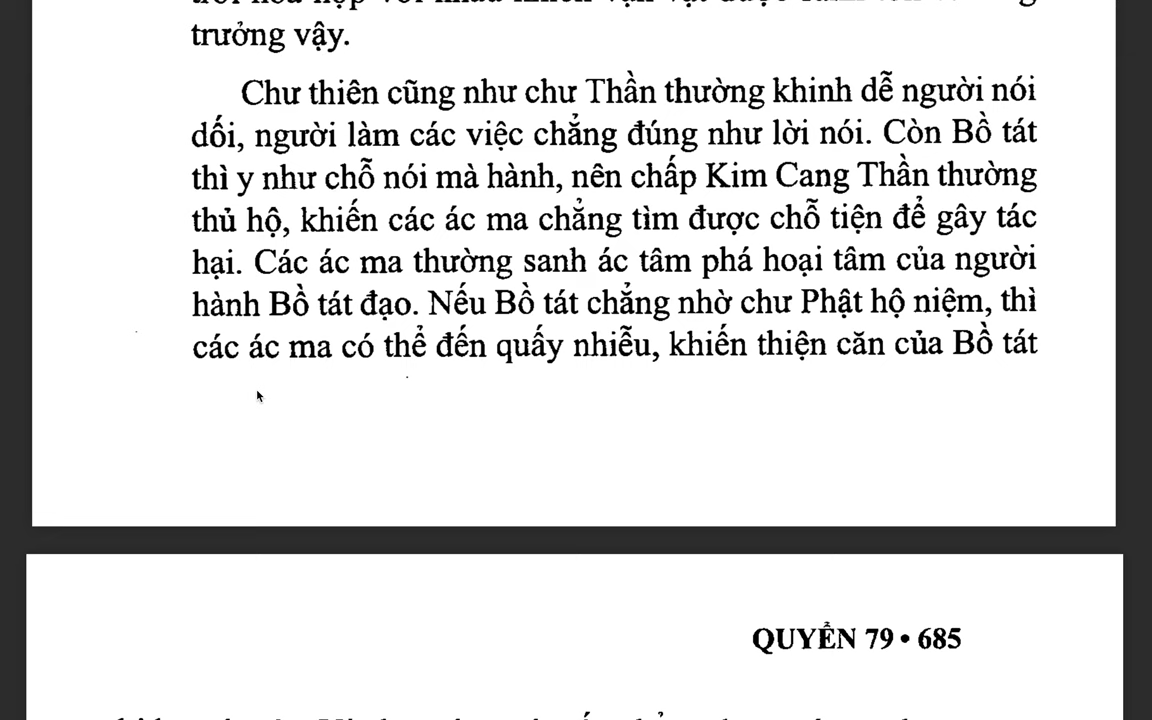 trưởng vậy.
Chư thiên cũng như chư Thần thường khinh dễ người nói
dối, người làm các việc chẳng đúng như lời nói. Còn Bồ tát
thì y như chỗ nói mà hành, nên chấp Kim Cang Thần thường
thủ hộ, khiến các ác ma chẳng tìm được chỗ tiện để gây tác
hại. Các ác ma thường sanh ác tâm phá hoại tâm của người
hành Bồ tát đạo. Nếu Bồ tát chẳng nhờ chư Phật hộ niệm, thì
các ác ma có thể đến quấy nhiễu, khiến thiện căn của Bồ tát
QUYỂN 79 • 685